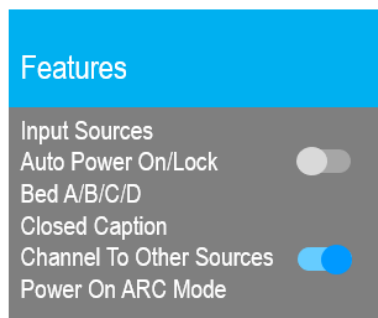 Features
Input Sources
Auto Power On/Lock
Bed A/B/C/D
Closed Caption
Channel To Other Sources
Power On ARC Mode